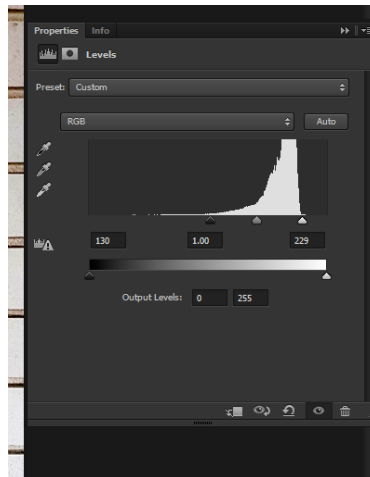 Properties Info
Levels
Preset: Custom
RGB Auto
130 1.00 229
Output Levels: 0 255